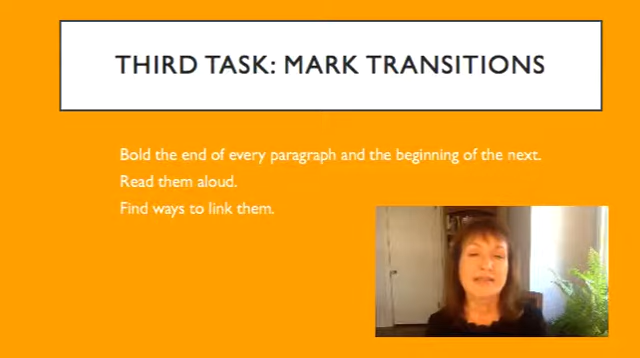 THIRD TASK: MARK TRANSITIONS
Bold the end of every paragraph and the beginning of the next.
Read them aloud.
Find ways to link them.